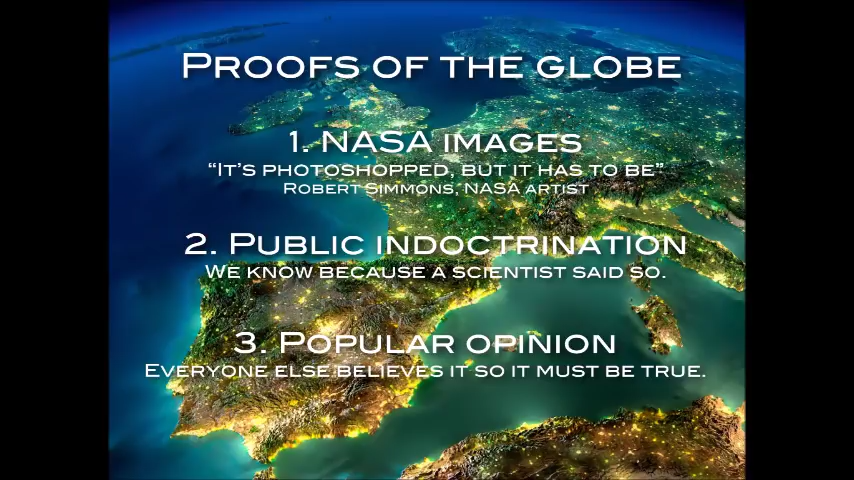 PROOFS OF THE GLOBE
1. NASA IMAGES
“IT’S PHOTOSHOPPED, BUT IT HAS TO BE”
ROBERT SIMMONS, NASA ARTIST
2. PUBLIC INDOCTRINATION
WE KNOW BECAUSE A SCIENTIST SAID SO.
3. POPULAR OPINION
EVERYONE ELSE BELIEVES IT SO IT MUST BE TRUE.